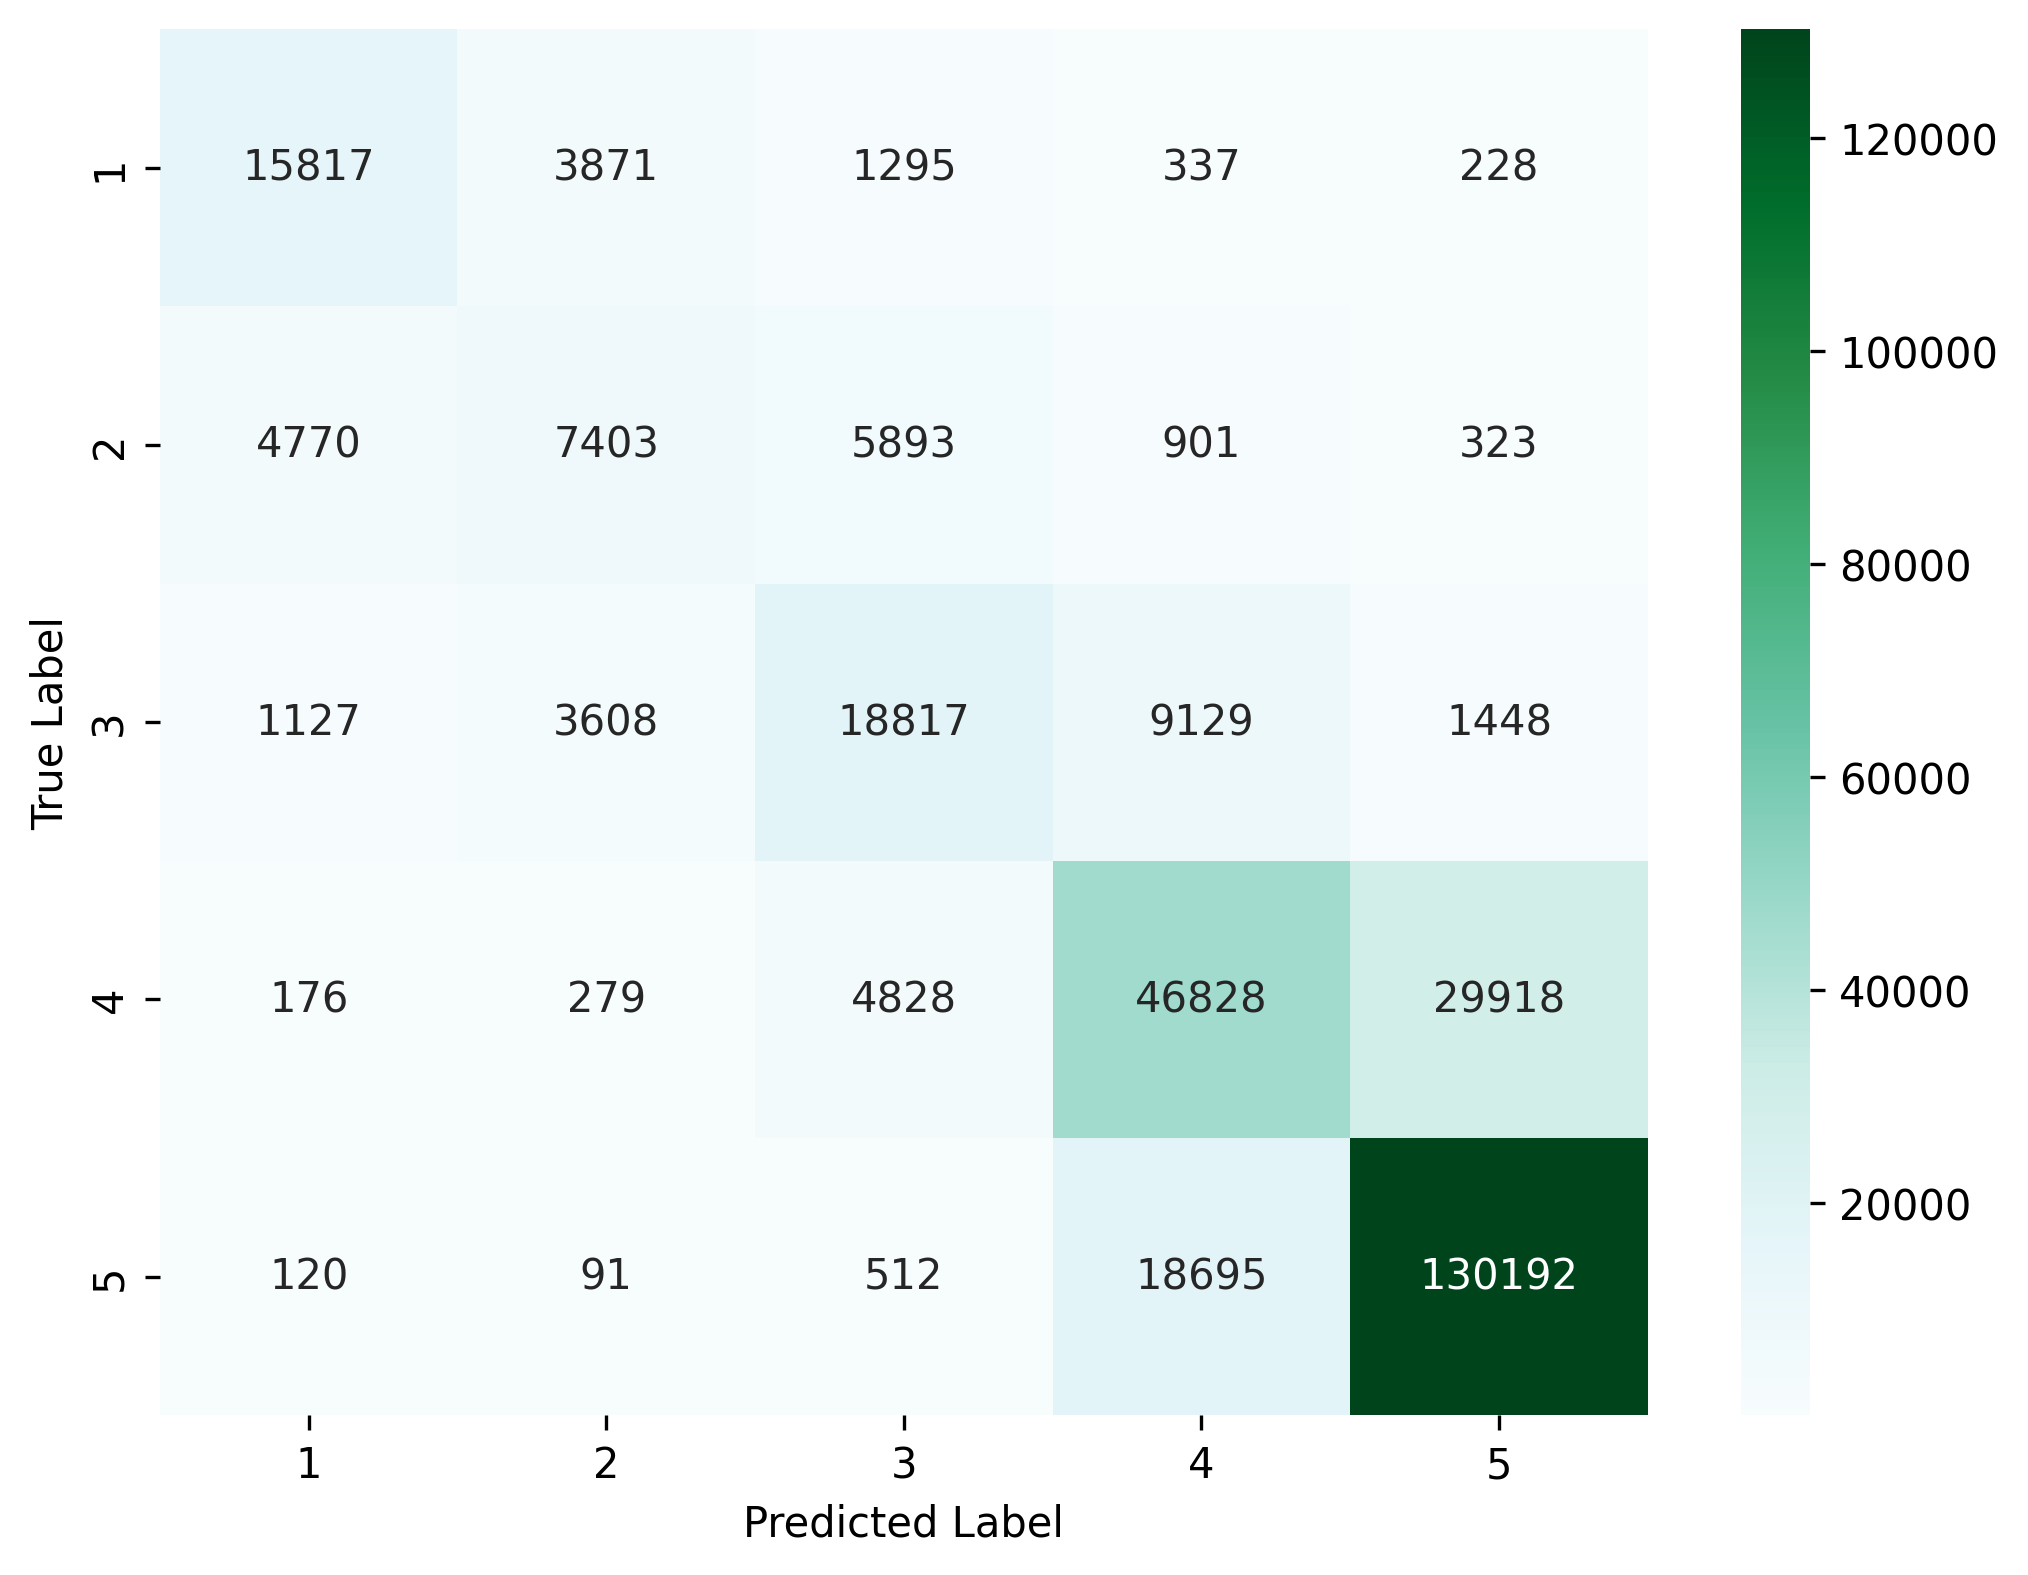 1 15817 3871 1295 337 228
2 4770 7403 5893 901 323
3 1127 3608 18817 9129 1448
4 176 279 4828 46828 29918
5 120 91 512 18695 130192
1 2 3 4 5
Predicted Label
True Label
120000
100000
80000
60000
40000
20000